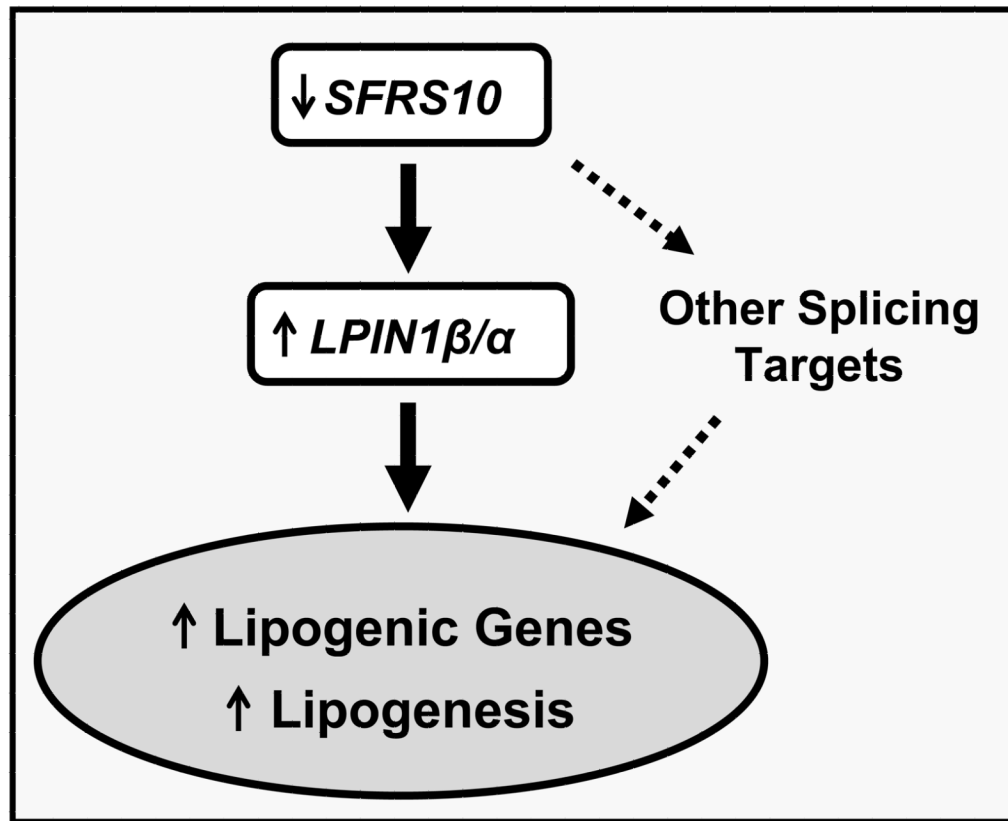 ↓ SFRS10
↑ LPIN1β/α
Other Splicing
Targets
↑ Lipogenic Genes
↑ Lipogenesis